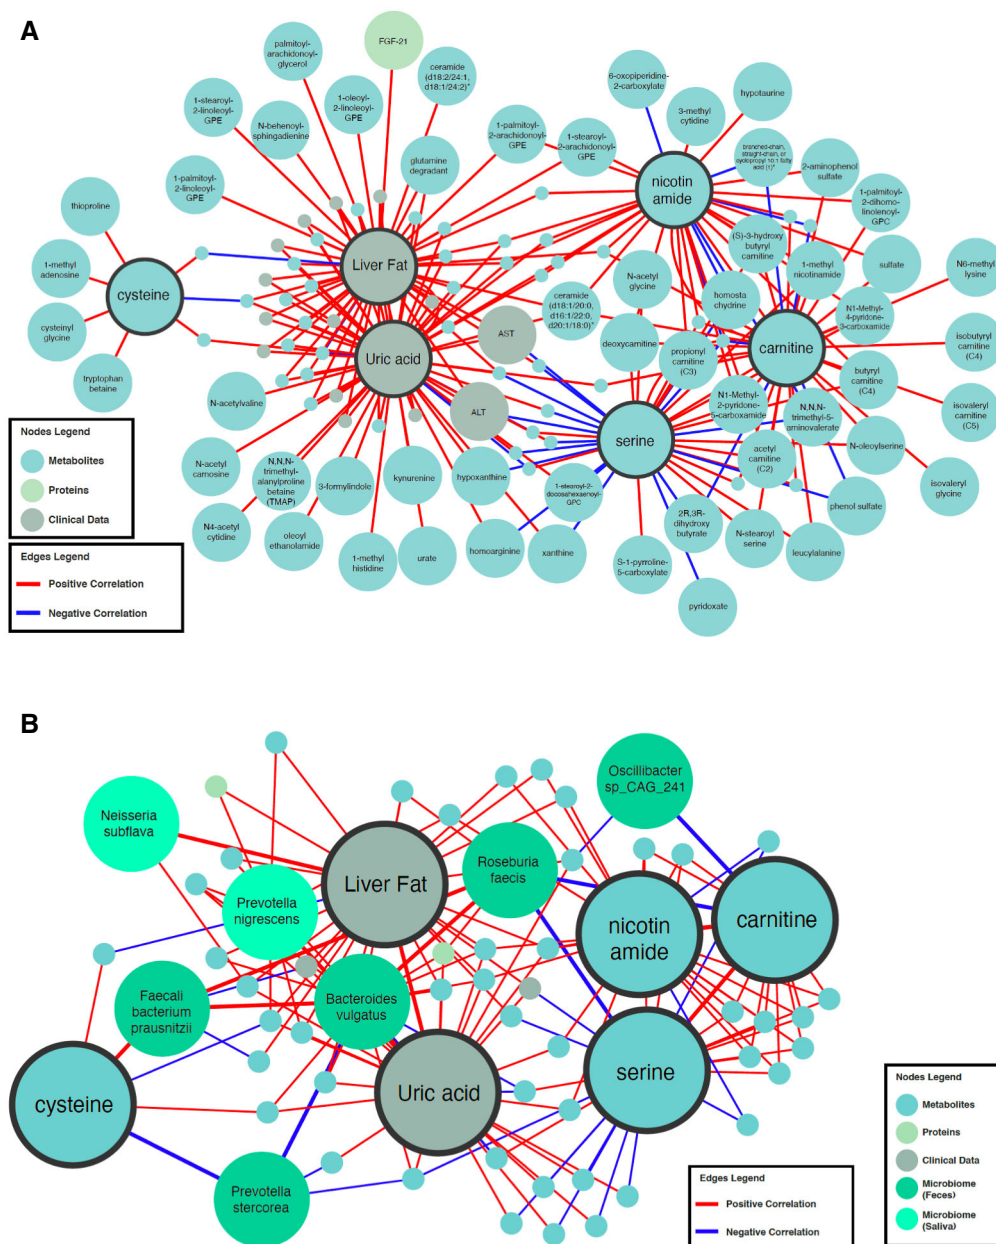 A
palmitoyl-
arachidonoyl-
glycerol
FGF-21
ceramide
(d18:2/24:1,
d18:1/24:2)*
6-oxopiperidine-
2-carboxylate
hypotaurine
3-methyl
cytidine
1-stearoyl-
2-linoleoyl-
GPE
1-oleoyl-
2-linoleoyl-
GPE
N-behenoyl-
sphingadienine
1-palmitoyl-
2-arachidonoyl-
GPE
1-stearoyl-
2-arachidonoyl-
GPE
branched-chain,
straight-chain, or
cyclopropyl 10:1 fatty
acid (1)*
2-aminophenol
sulfate
glutamine
degradant
1-palmitoyl-
2-linoleoyl-
GPE
nicotin
amide
1-palmitoyl-
2-dihomo-
linolenoyl-
GPC
thioproline
(S)-3-hydroxy
butyryl
carnitine
1-methyl
nicotinamide
sulfate
N6-methyl
lysine
Liver Fat
1-methyl
adenosine
cysteine
N-acetyl
glycine
ceramide
(d18:1/20:0,
d16:1/22:0,
d20:1/18:0)*
homosta
chydrine
N1-Methyl-
4-pyridone-
3-carboxamide
cysteinyl
glycine
AST
deoxycarnitine
isobutyryl
carnitine
(C4)
Uric acid
propionyl
carnitine
(C3)
carnitine
butyryl
carnitine
(C4)
tryptophan
betaine
N-acetylvaline
ALT
N1-Methyl-
2-pyridone-
5-carboxamide
N,N,N-
trimethyl-5-
aminovalerate
isovaleryl
carnitine
(C5)
serine
N-oleoylserine
Nodes Legend
Metabolites
Proteins
Clinical Data
N-acetyl
carnosine
N,N,N-
trimethyl-
alanylproline
betaine
(TMAP)
3-formylindole
kynurenine
hypoxanthine
1-stearoyl-2-
docosahexaenoyl-
GPC
acetyl
carnitine
(C2)
isovaleryl
glycine
phenol sulfate
N4-acetyl
cytidine
oleoyl
ethanolamide
1-methyl
histidine
urate
homoarginine
xanthine
2R,3R-
dihydroxy
butyrate
N-stearoyl
serine
leucylalanine
S-1-pyrroline-
5-carboxylate
pyridoxate
Edges Legend
Positive Correlation
Negative Correlation
B
Oscillibacter
sp_CAG_241
Neisseria
subflava
Liver Fat
Roseburia
faecis
Prevotella
nigrescens
nicotin
amide
carnitine
Faecali
bacterium
prausnitzii
Bacteroides
vulgatus
cysteine
Uric acid
serine
Prevotella
stercorea
Nodes Legend
Metabolites
Proteins
Clinical Data
Microbiome
(Feces)
Microbiome
(Saliva)
Edges Legend
Positive Correlation
Negative Correlation